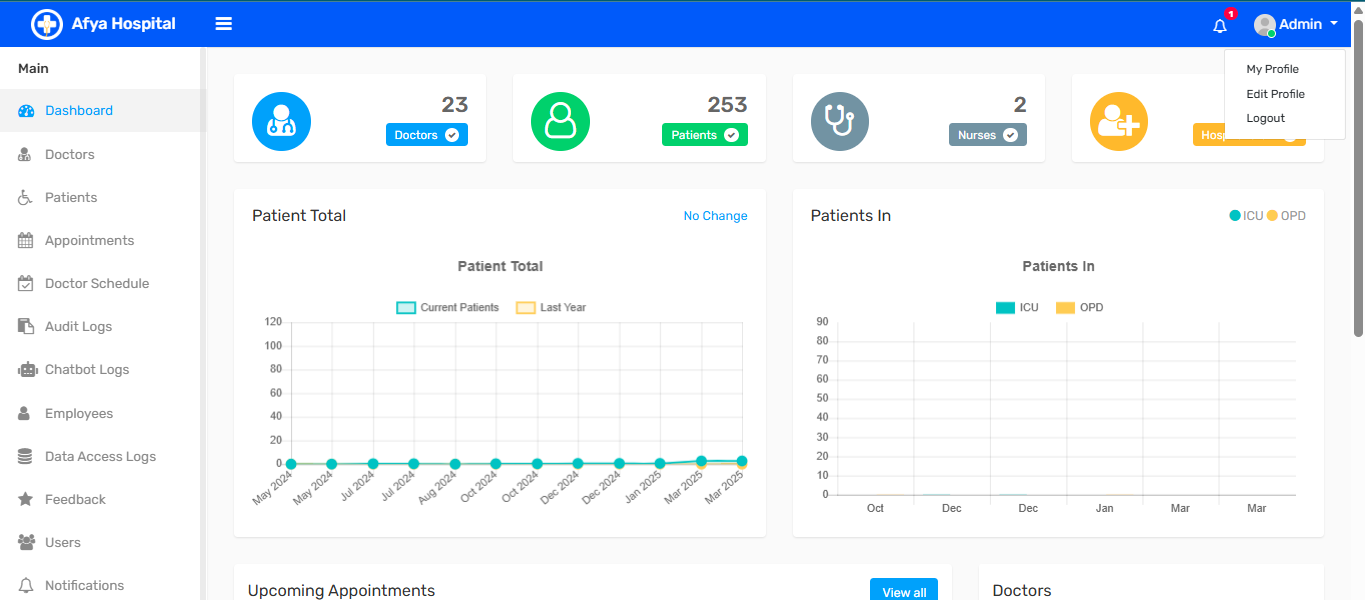 Afya Hospital
1
Admin
My Profile
Edit Profile
Logout
Main
Dashboard
Doctors
Patients
Appointments
Doctor Schedule
Audit Logs
Chatbot Logs
Employees
Data Access Logs
Feedback
Users
Notifications
23
Doctors
253
Patients
2
Nurses
Patient Total
No Change
Patient Total
Current Patients
Last Year
120
100
80
60
40
20
0
May 2024
May 2024
Jul 2024
Jul 2024
Aug 2024
Oct 2024
Oct 2024
Dec 2024
Dec 2024
Jan 2025
Mar 2025
Mar 2025
Patients In
ICU OPD
Patients In
ICU
OPD
90
80
70
60
50
40
30
20
10
0
Oct
Dec
Dec
Jan
Mar
Mar
Upcoming Appointments
View all
Doctors